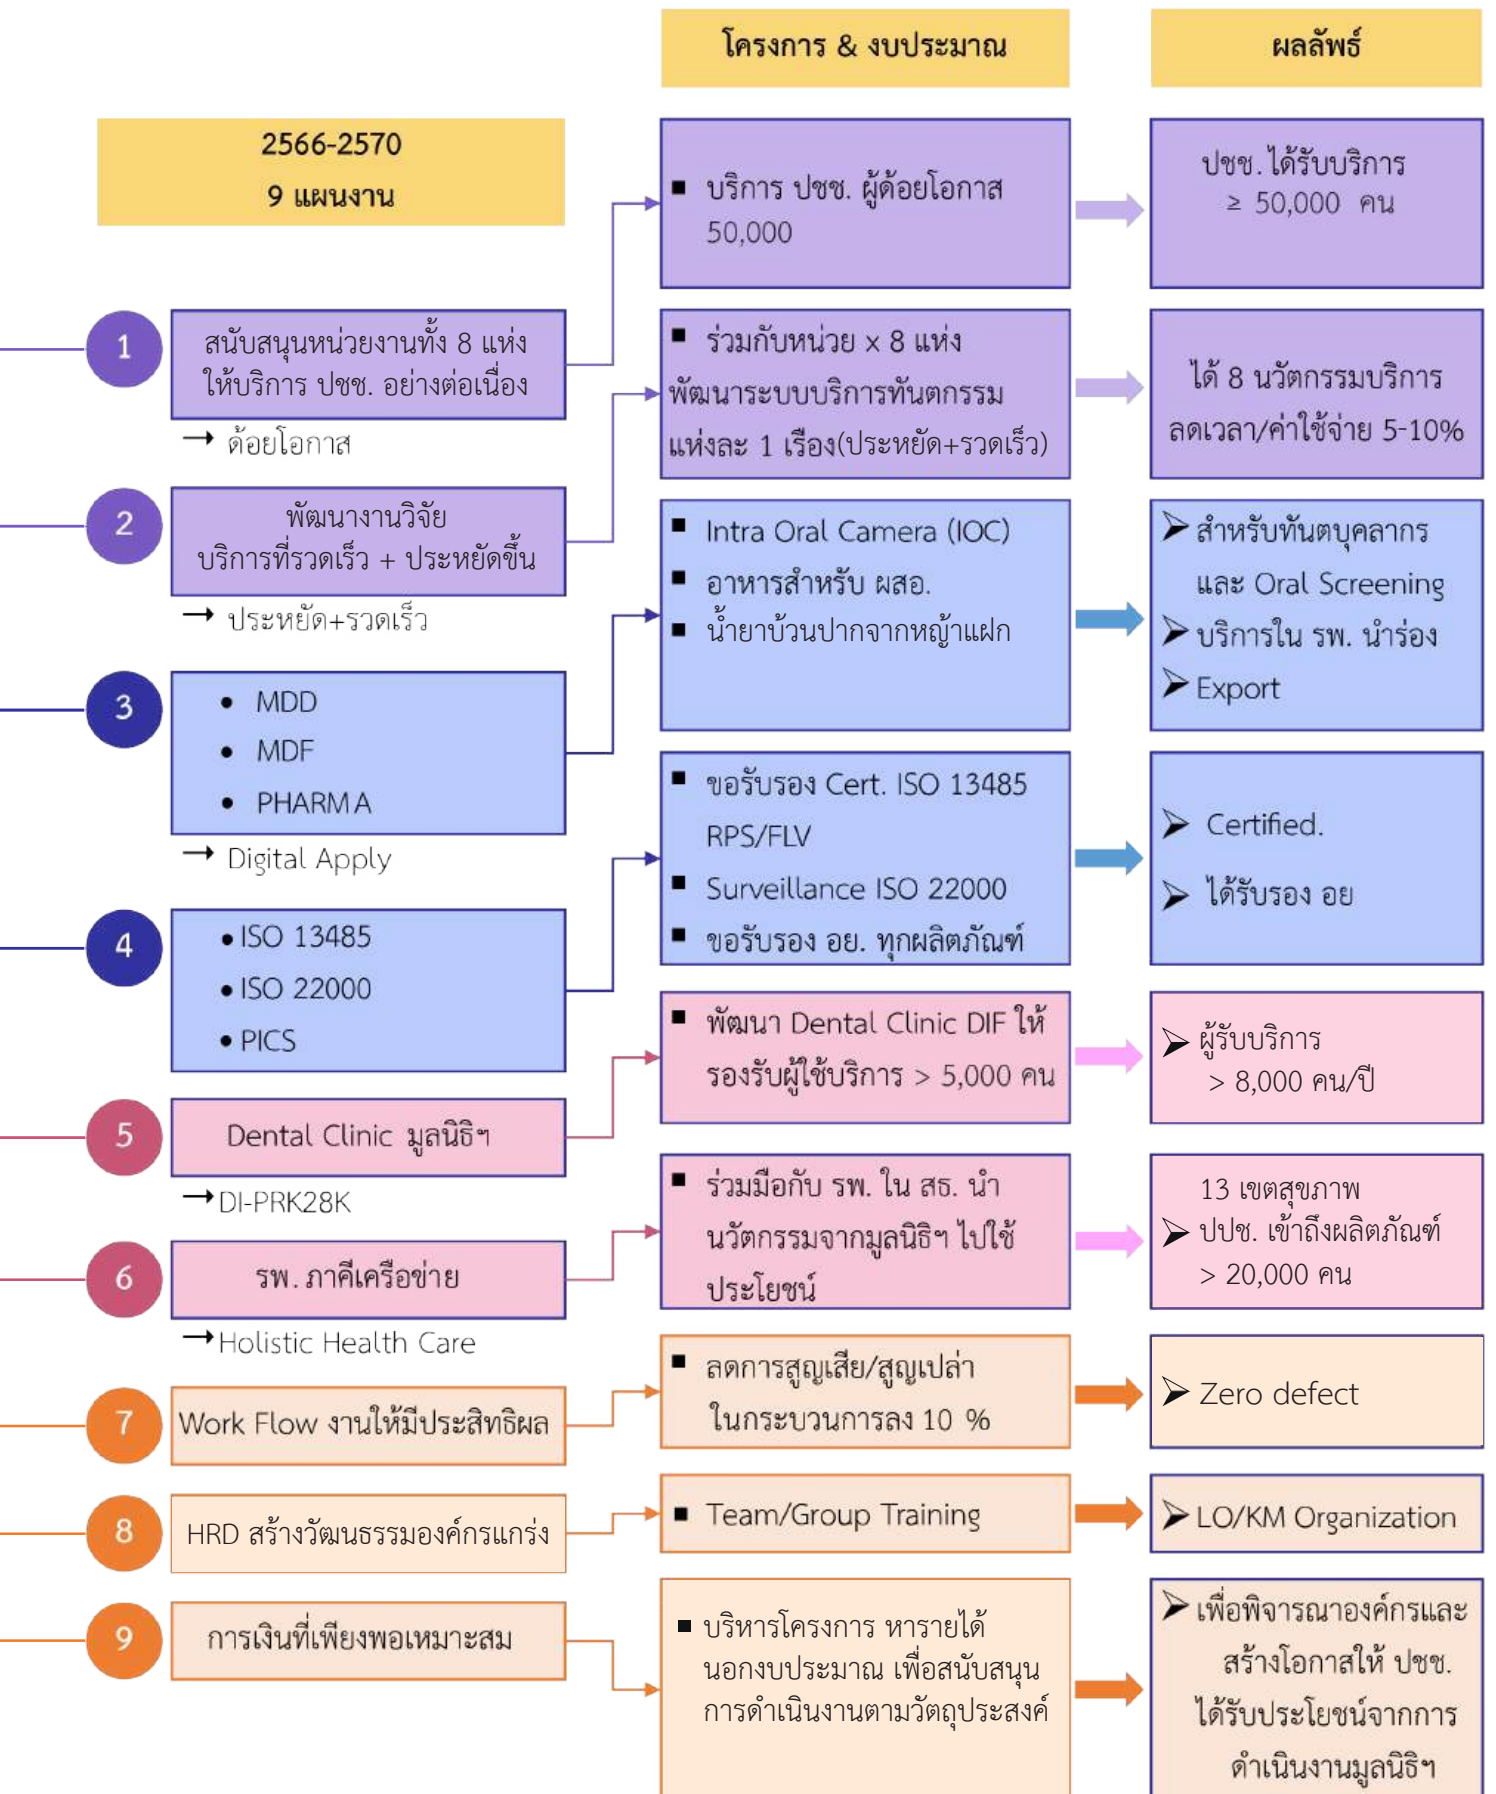 โครงการ & งบประมาณ
ผลลัพธ์
2566-2570
9 แผนงาน
1
สนับสนุนหน่วยงานทั้ง 8 แห่ง
ให้บริการ ปชช. อย่างต่อเนื่อง
→ ด้อยโอกาส
■ บริการ ปชช. ผู้ด้อยโอกาส
50,000
ปชช. ได้รับบริการ
≥ 50,000 คน
2
พัฒนางานวิจัย
บริการที่รวดเร็ว + ประหยัดขึ้น
→ ประหยัด+รวดเร็ว
■ ร่วมกับหน่วย x 8 แห่ง
พัฒนาระบบบริการทันตกรรม
แห่งละ 1 เรื่อง(ประหยัด+รวดเร็ว)
ได้ 8 นวัตกรรมบริการ
ลดเวลา/ค่าใช้จ่าย 5-10%
3
• MDD
• MDF
• PHARMA
→ Digital Apply
■ Intra Oral Camera (IOC)
■ อาหารสำหรับ ผสอ.
■ น้ำยาบ้วนปากจากหญ้าแฝก
➢ สำหรับทันตบุคลากร
และ Oral Screening
➢ บริการใน รพ. นำร่อง
➢ Export
4
• ISO 13485
• ISO 22000
• PICS
■ ขอรับรอง Cert. ISO 13485
RPS/FLV
■ Surveillance ISO 22000
■ ขอรับรอง อย. ทุกผลิตภัณฑ์
➢ Certified.
➢ ได้รับรอง อย
5
Dental Clinic มูลนิธิฯ
→ DI-PRK28K
■ พัฒนา Dental Clinic DIF ให้
รองรับผู้ใช้บริการ > 5,000 คน
➢ ผู้รับบริการ
> 8,000 คน/ปี
6
รพ. ภาคีเครือข่าย
→ Holistic Health Care
■ ร่วมมือกับ รพ. ใน สธ. นำ
นวัตกรรมจากมูลนิธิฯ ไปใช้
ประโยชน์
13 เขตสุขภาพ
➢ ปปช. เข้าถึงผลิตภัณฑ์
> 20,000 คน
7
Work Flow งานให้มีประสิทธิผล
■ ลดการสูญเสีย/สูญเปล่า
ในกระบวนการลง 10 %
➢ Zero defect
8
HRD สร้างวัฒนธรรมองค์กรแกร่ง
■ Team/Group Training
➢ LO/KM Organization
9
การเงินที่เพียงพอเหมาะสม
■ บริหารโครงการ หารายได้
นอกงบประมาณ เพื่อสนับสนุน
การดำเนินงานตามวัตถุประสงค์
➢ เพื่อพิจารณาองค์กรและ
สร้างโอกาสให้ ปชช.
ได้รับประโยชน์จากการ
ดำเนินงานมูลนิธิฯ